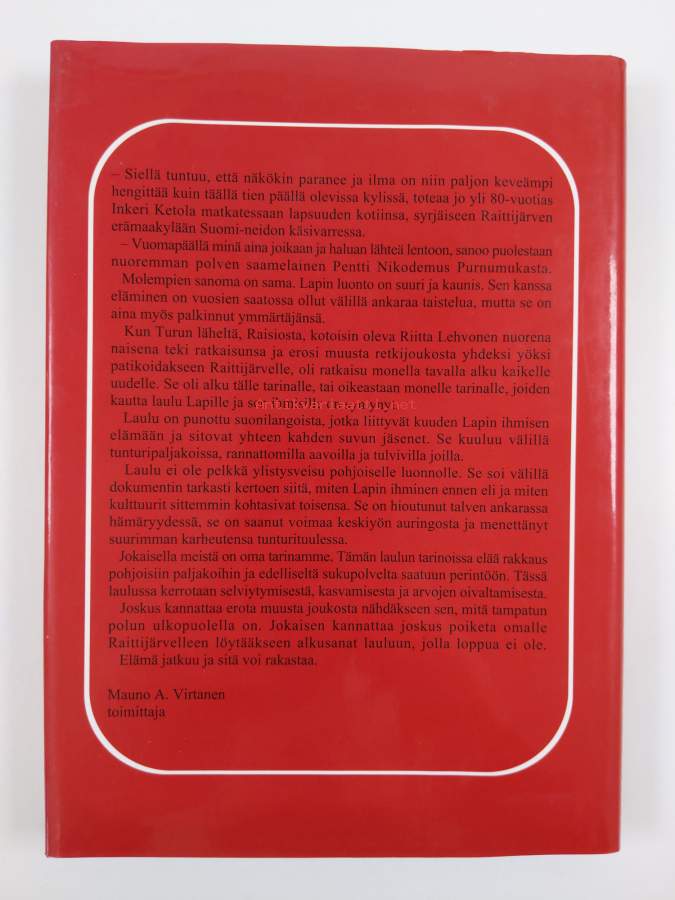 – Siellä tuntuu, että näkökin paranee ja ilma on niin paljon keveämpi
hengittää kuin täällä tien päällä olevissa kylissä, toteaa jo yli 80-vuotias
Inkeri Ketola matkatessaan lapsuuden kotiinsa, syrjäiseen Raittijärven
erämaakylään Suomi-neidon käsivarressa.
– Vuomapäällä minä aina joikaan ja haluan lähteä lentoon, sanoo puolestaan
nuoremman polven saamelainen Pentti Nikodemus Purnumukasta.
Molempien sanoma on sama. Lapin luonto on suuri ja kaunis. Sen kanssa
eläminen on vuosien saatossa ollut välillä ankaraa taistelua, mutta se on
aina myös palkinnut ymmärtäjänsä.
Kun Turun läheltä, Raisiosta, kotoisin oleva Riitta Lehvonen nuorena
naisena teki ratkaisunsa ja erosi muusta retkijoukosta yhdeksi yöksi
patikoidakseen Raittijärvelle, oli ratkaisu monella tavalla alku kaikelle
uudelle. Se oli alku tälle tarinalle, tai oikeastaan monelle tarinalle, joiden
kautta laulu Lapille ja sen ihmisille on syntynyt.
Laulu on punottu suonilangoista, jotka liittyvät kuuden Lapin ihmisen
elämään ja sitovat yhteen kahden suvun jäsenet. Se kuuluu välillä
tunturipaljakoissa, rannattomilla aavoilla ja tulvivilla joilla.
Laulu ei ole pelkkä ylistysveisu pohjoiselle luonnolle. Se soi välillä
dokumentin tarkasti kertoen siitä, miten Lapin ihminen ennen eli ja miten
kulttuurit sittemmin kohtasivat toisensa. Se on hioutunut talven ankarassa
hämäryydessä, se on saanut voimaa keskiyön auringosta ja menettänyt
suurimman karheutensa tunturitoulessa.
Jokaisella meistä on oma tarinamme. Tämän laulun tarinoissa elää rakkaus
pohjoisiin paljakoihin ja edelliseltä sukupolvelta saatuun perintöön. Tässä
laulussa kerrotaan selviytymisestä, kasvamisesta ja arvojen oivaltamisesta.
Joskus kannattaa erota muusta joukosta nähdäkseen sen, mitä tampatun
polun ulkopuolella on. Jokaisen kannattaa joskus poiketa omalle
Raittijärvelleen löytääkseen alkusanat lauluun, jolla loppua ei ole.
Elämä jatkuu ja sitä voi rakastaa.
Mauno A. Virtanen
toimittaja